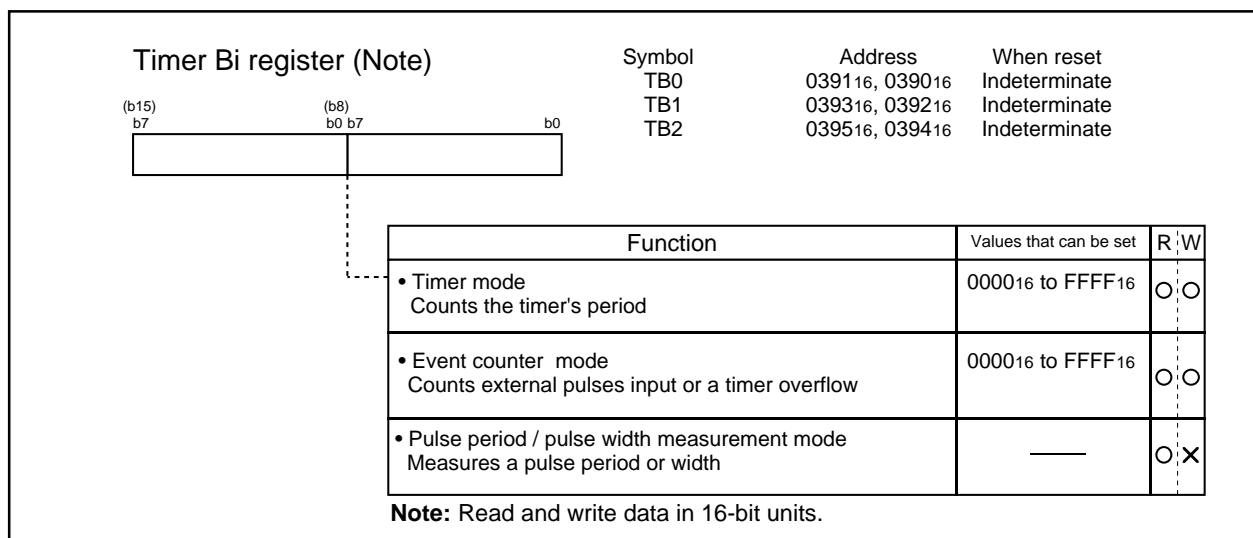 Timer Bi register (Note)
Symbol Address When reset
TB0 039116, 039016 Indeterminate
TB1 039316, 039216 Indeterminate
TB2 039516, 039416 Indeterminate
(b15) (b8)
b7 b0 b7 b0
Function Values that can be set R W
• Timer mode 000016 to FFFF16
Counts the timer's period
• Event counter mode 000016 to FFFF16
Counts external pulses input or a timer overflow
• Pulse period / pulse width measurement mode
Measures a pulse period or width
Note: Read and write data in 16-bit units.